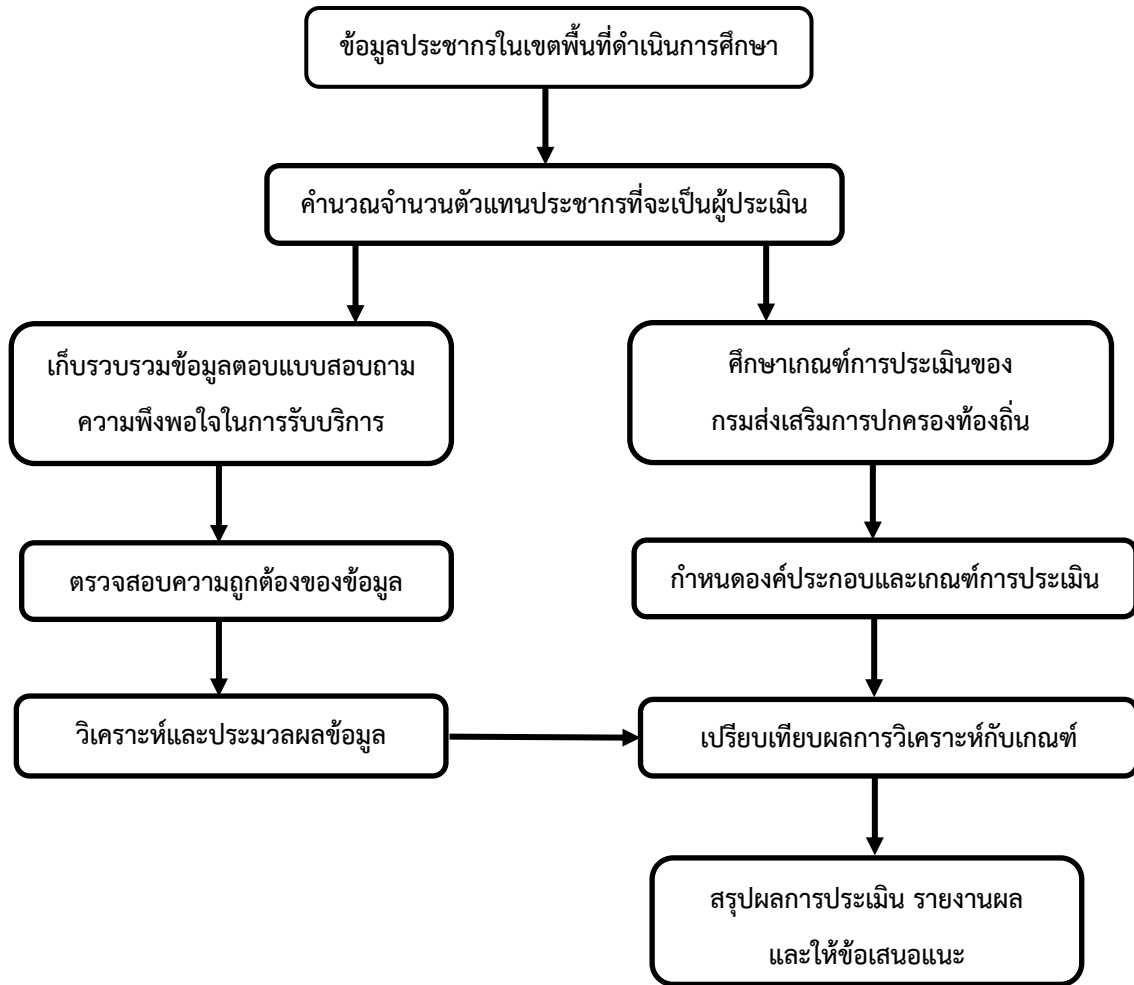 ข้อมูลประชากรในเขตพื้นที่ดำเนินการศึกษา
คำนวณจำนวนตัวแทนประชากรที่จะเป็นผู้ประเมิน
เก็บรวบรวมข้อมูลตอบแบบสอบถาม
ความพึงพอใจในการรับบริการ
ศึกษาเกณฑ์การประเมินของ
กรมส่งเสริมการปกครองท้องถิ่น
ตรวจสอบความถูกต้องของข้อมูล
กำหนดองค์ประกอบและเกณฑ์การประเมิน
วิเคราะห์และประมวลผลข้อมูล
เปรียบเทียบผลการวิเคราะห์กับเกณฑ์
สรุปผลการประเมิน รายงานผล
และให้ข้อเสนอแนะ